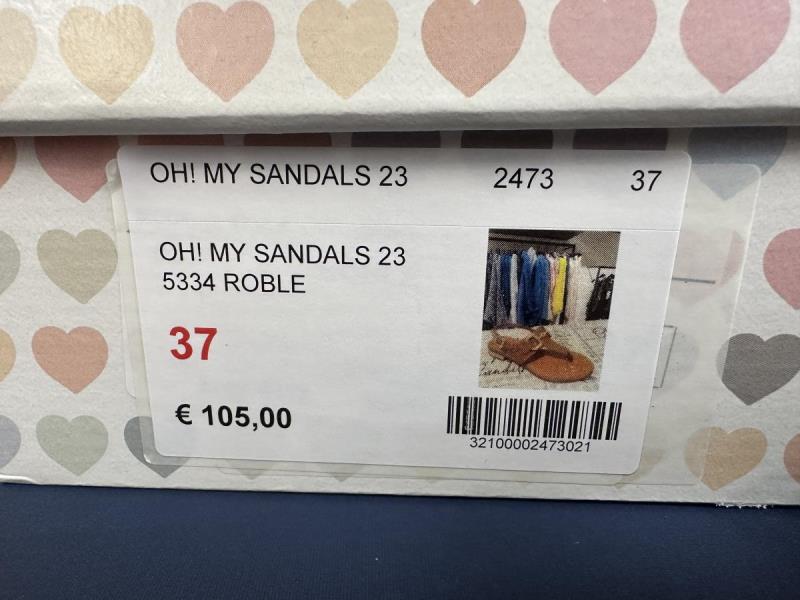 OH! MY SANDALS 23 2473 37
OH! MY SANDALS 23
5334 ROBLE
37
€ 105,00
32100002473021